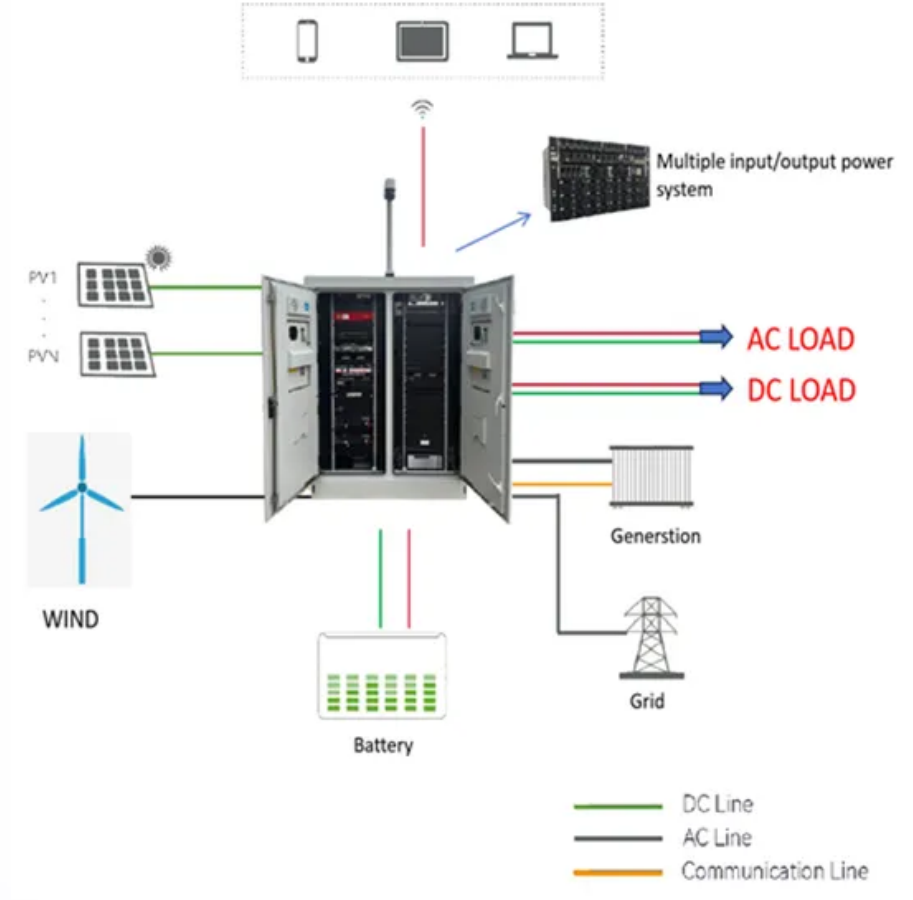 Multiple input/output power
system
PV1
PVN
AC LOAD
DC LOAD
WIND
Generstion
Grid
Battery
DC Line
AC Line
Communication Line